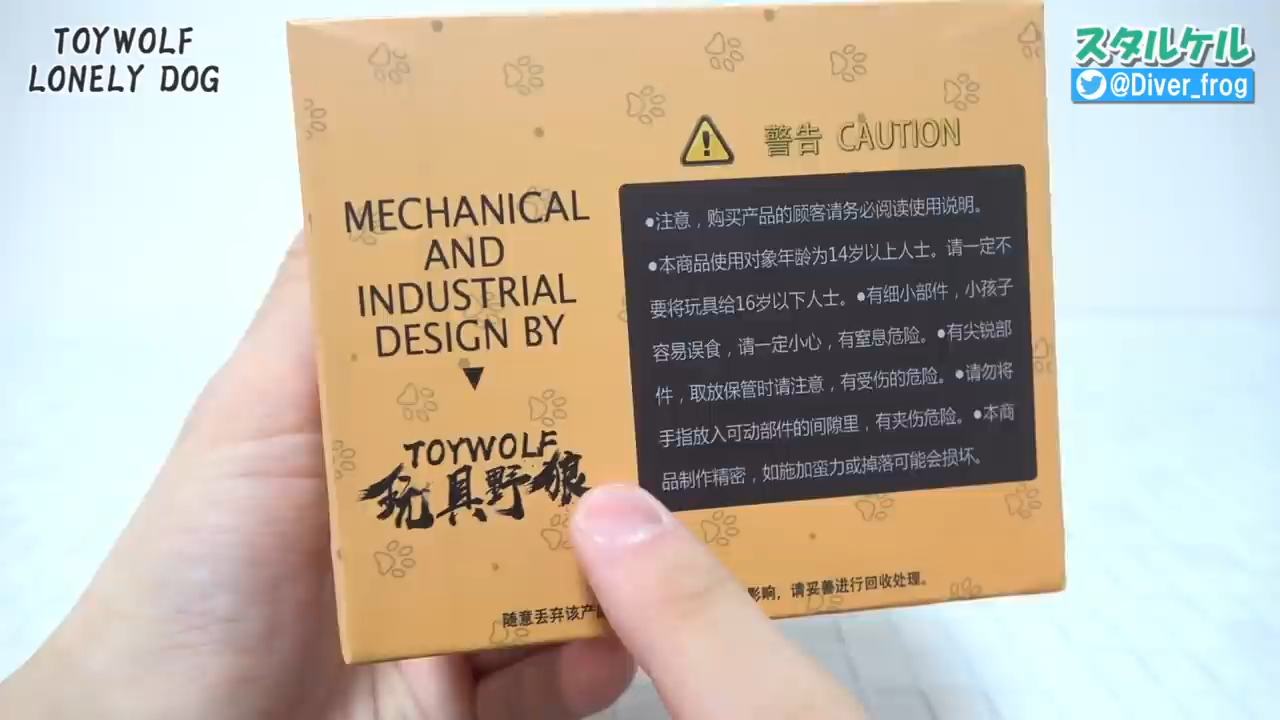 TOYWOLF
LONELY DOG
スタルケル
@Diver_frog
MECHANICAL
AND
INDUSTRIAL
DESIGN BY
TOYWOLF
玩具野狼
警告 CAUTION
●注意，购买产品的顾客请务必阅读使用说明。
●本商品使用对象年龄为14岁以上人士。请一定不
要将玩具给16岁以下人士。●有细小部件，小孩子
容易误食，请一定小心，有窒息危险。●有尖锐部
件，取放保管时请注意，有受伤的危险。●请勿将
手指放入可动部件的间隙里，有夹伤危险。●本商
品制作精密，如施加蛮力或掉落可能会损坏。
随意丢弃该产 影响，请妥善进行回收处理。